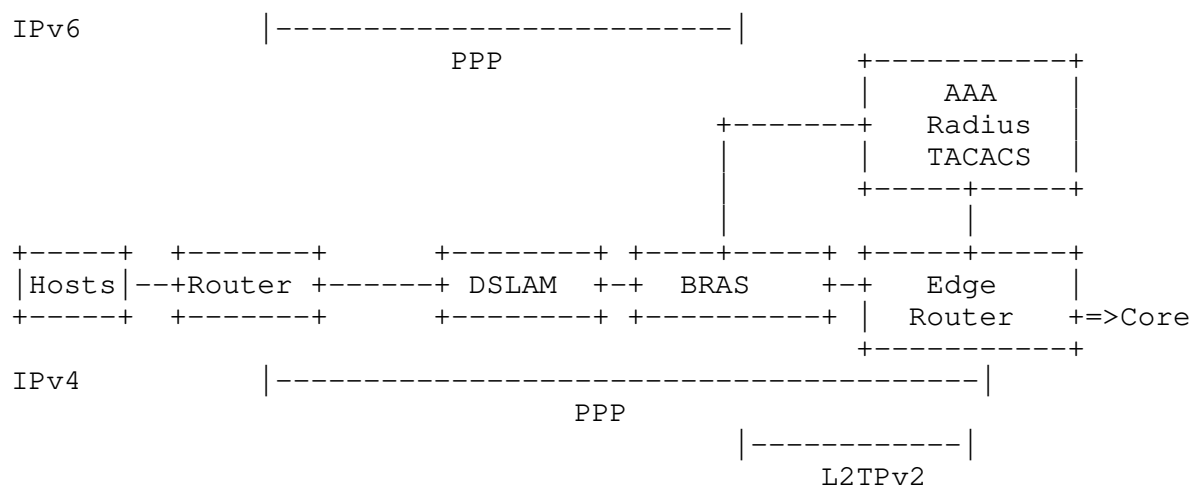 IPv6 |--------------------------|
PPP
+-----------+
| AAA |
+-------+ Radius |
| | TACACS |
| +-----+-----+
| |
+-----+ +-------+ +--------+ +----+-----+ +-----+-----+
|Hosts|--+Router +------+ DSLAM +-+ BRAS +-+ Edge |
+-----+ +-------+ +--------+ +----------+ | Router +=>Core
+-----------+
IPv4 |----------------------------------------|
PPP
|------------|
L2TPv2